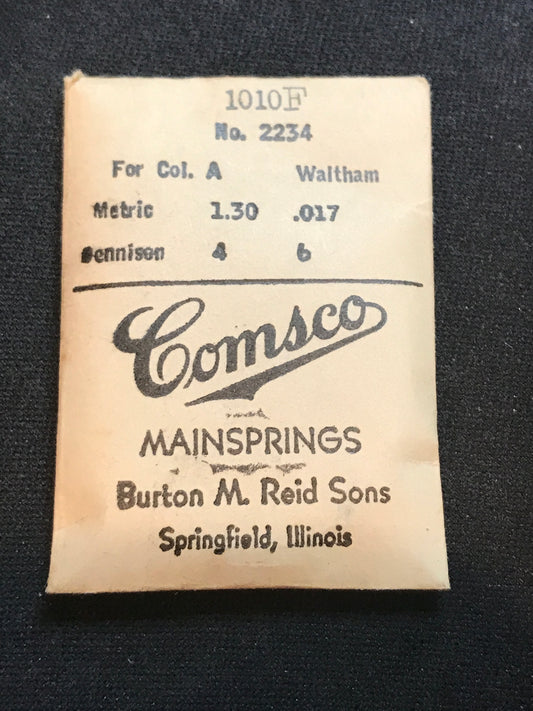 1010F
No. 2234
For Col. A Waltham
Metric 1.30 .017
Dennison 4 6
Comsco
MAINSPRINGS
Burton M. Reid Sons
Springfield, Illinois